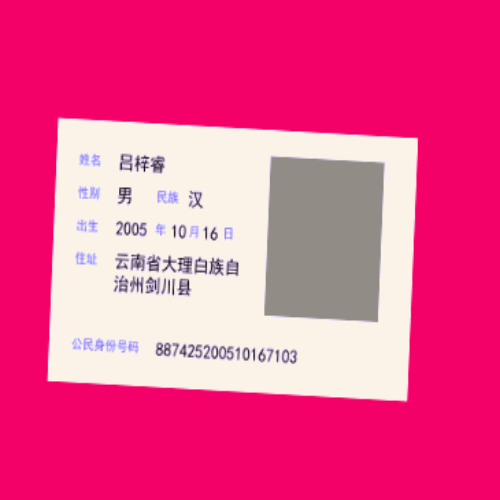 姓名 吕梓睿
性别 男 民族 汉
出生 2005 年 10 月 16 日
住址 云南省大理白族自
治州剑川县
公民身份号码 887425200510167103